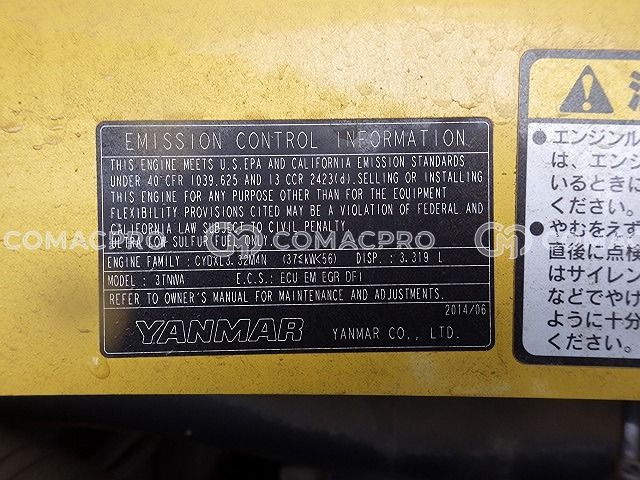 EMISSION CONTROL INFORMATION
THIS ENGINE MEETS U.S.EPA AND CALIFORNIA EMISSION STANDARDS
UNDER 40 CFR 1039.625 AND 13 CCR 2423(d).SELLING OR INSTALLING
THIS ENGINE FOR ANY PURPOSE OTHER THAN FOR THE EQUIPMENT
FLEXIBILITY PROVISIONS CITED MAY BE A VIOLATION OF FEDERAL AND
CALIFORNIA LAW SUBJECT TO CIVIL PENALTY.
ULTRA LOW SULFUR FUEL ONLY
ENGINE FAMILY : CYDXL3.32M4N (37≤kWK56) DISP. : 3.319 L
MODEL : 3TNWA E.C.S.: ECU EM EGR DFI
REFER TO OWNER'S MANUAL FOR MAINTENANCE AND ADJUSTMENTS.
2014/06
YANMAR YANMAR CO., LTD.
COMACPRO COMACPRO
●エンジンル
は、エンジ
いるときに
ください。
●やむをえず
直後に点検
はサイレン
などでやけ
ように十分
ください。